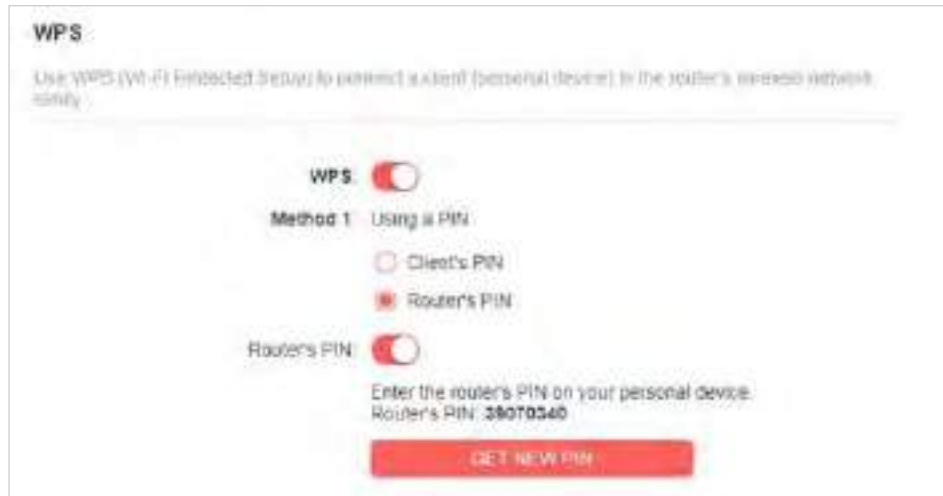 WPS
Use WPS (Wi-Fi Protected Setup) to connect a client (personal device) to the router's wireless network
easily.
WPS:
Method 1: Using a PIN
Client's PIN
Router's PIN
Router's PIN:
Enter the router's PIN on your personal device.
Router's PIN: 39070340
GET NEW PIN